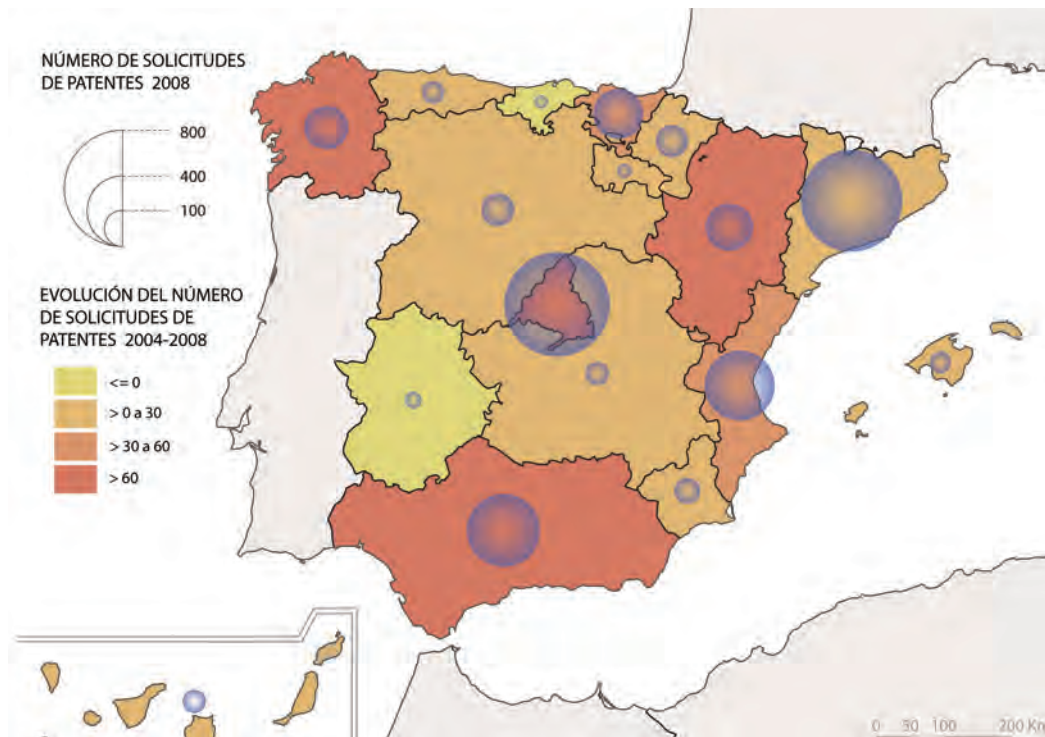 NÚMERO DE SOLICITUDES
DE PATENTES 2008
800
400
100
EVOLUCIÓN DEL NÚMERO
DE SOLICITUDES DE
PATENTES 2004-2008
<= 0
> 0 a 30
> 30 a 60
> 60
0 30 100 200 Km